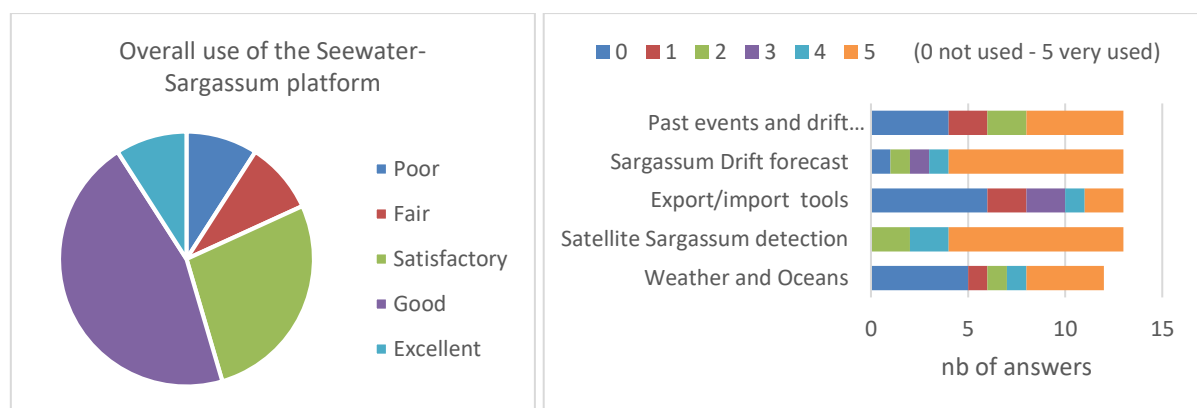 Overall use of the Seewater-
Sargassum platform
Poor
Fair
Satisfactory
Good
Excellent
0 1 2 3 4 5 (0 not used - 5 very used)
Past events and drift...
Sargassum Drift forecast
Export/import tools
Satellite Sargassum detection
Weather and Oceans
0 5 10 15
nb of answers